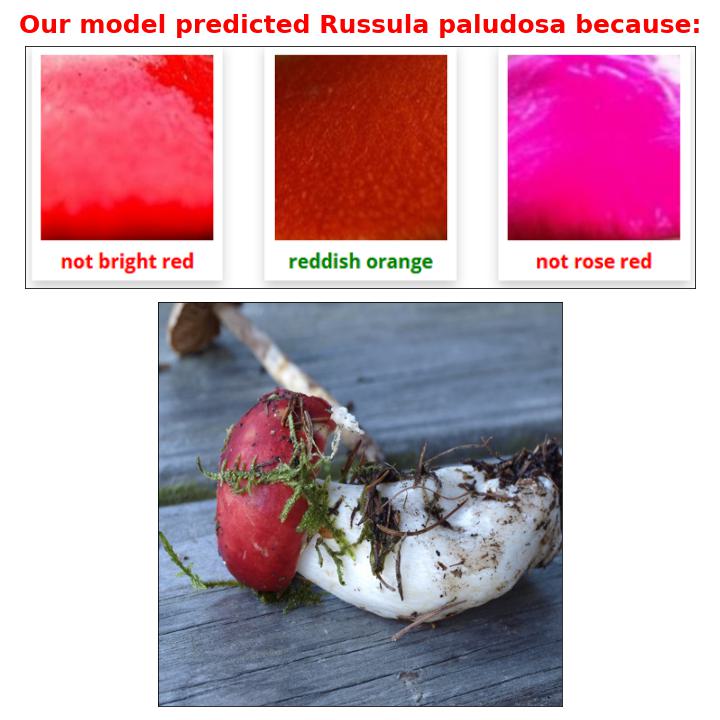 Our model predicted Russula paludosa because:
not bright red
reddish orange
not rose red